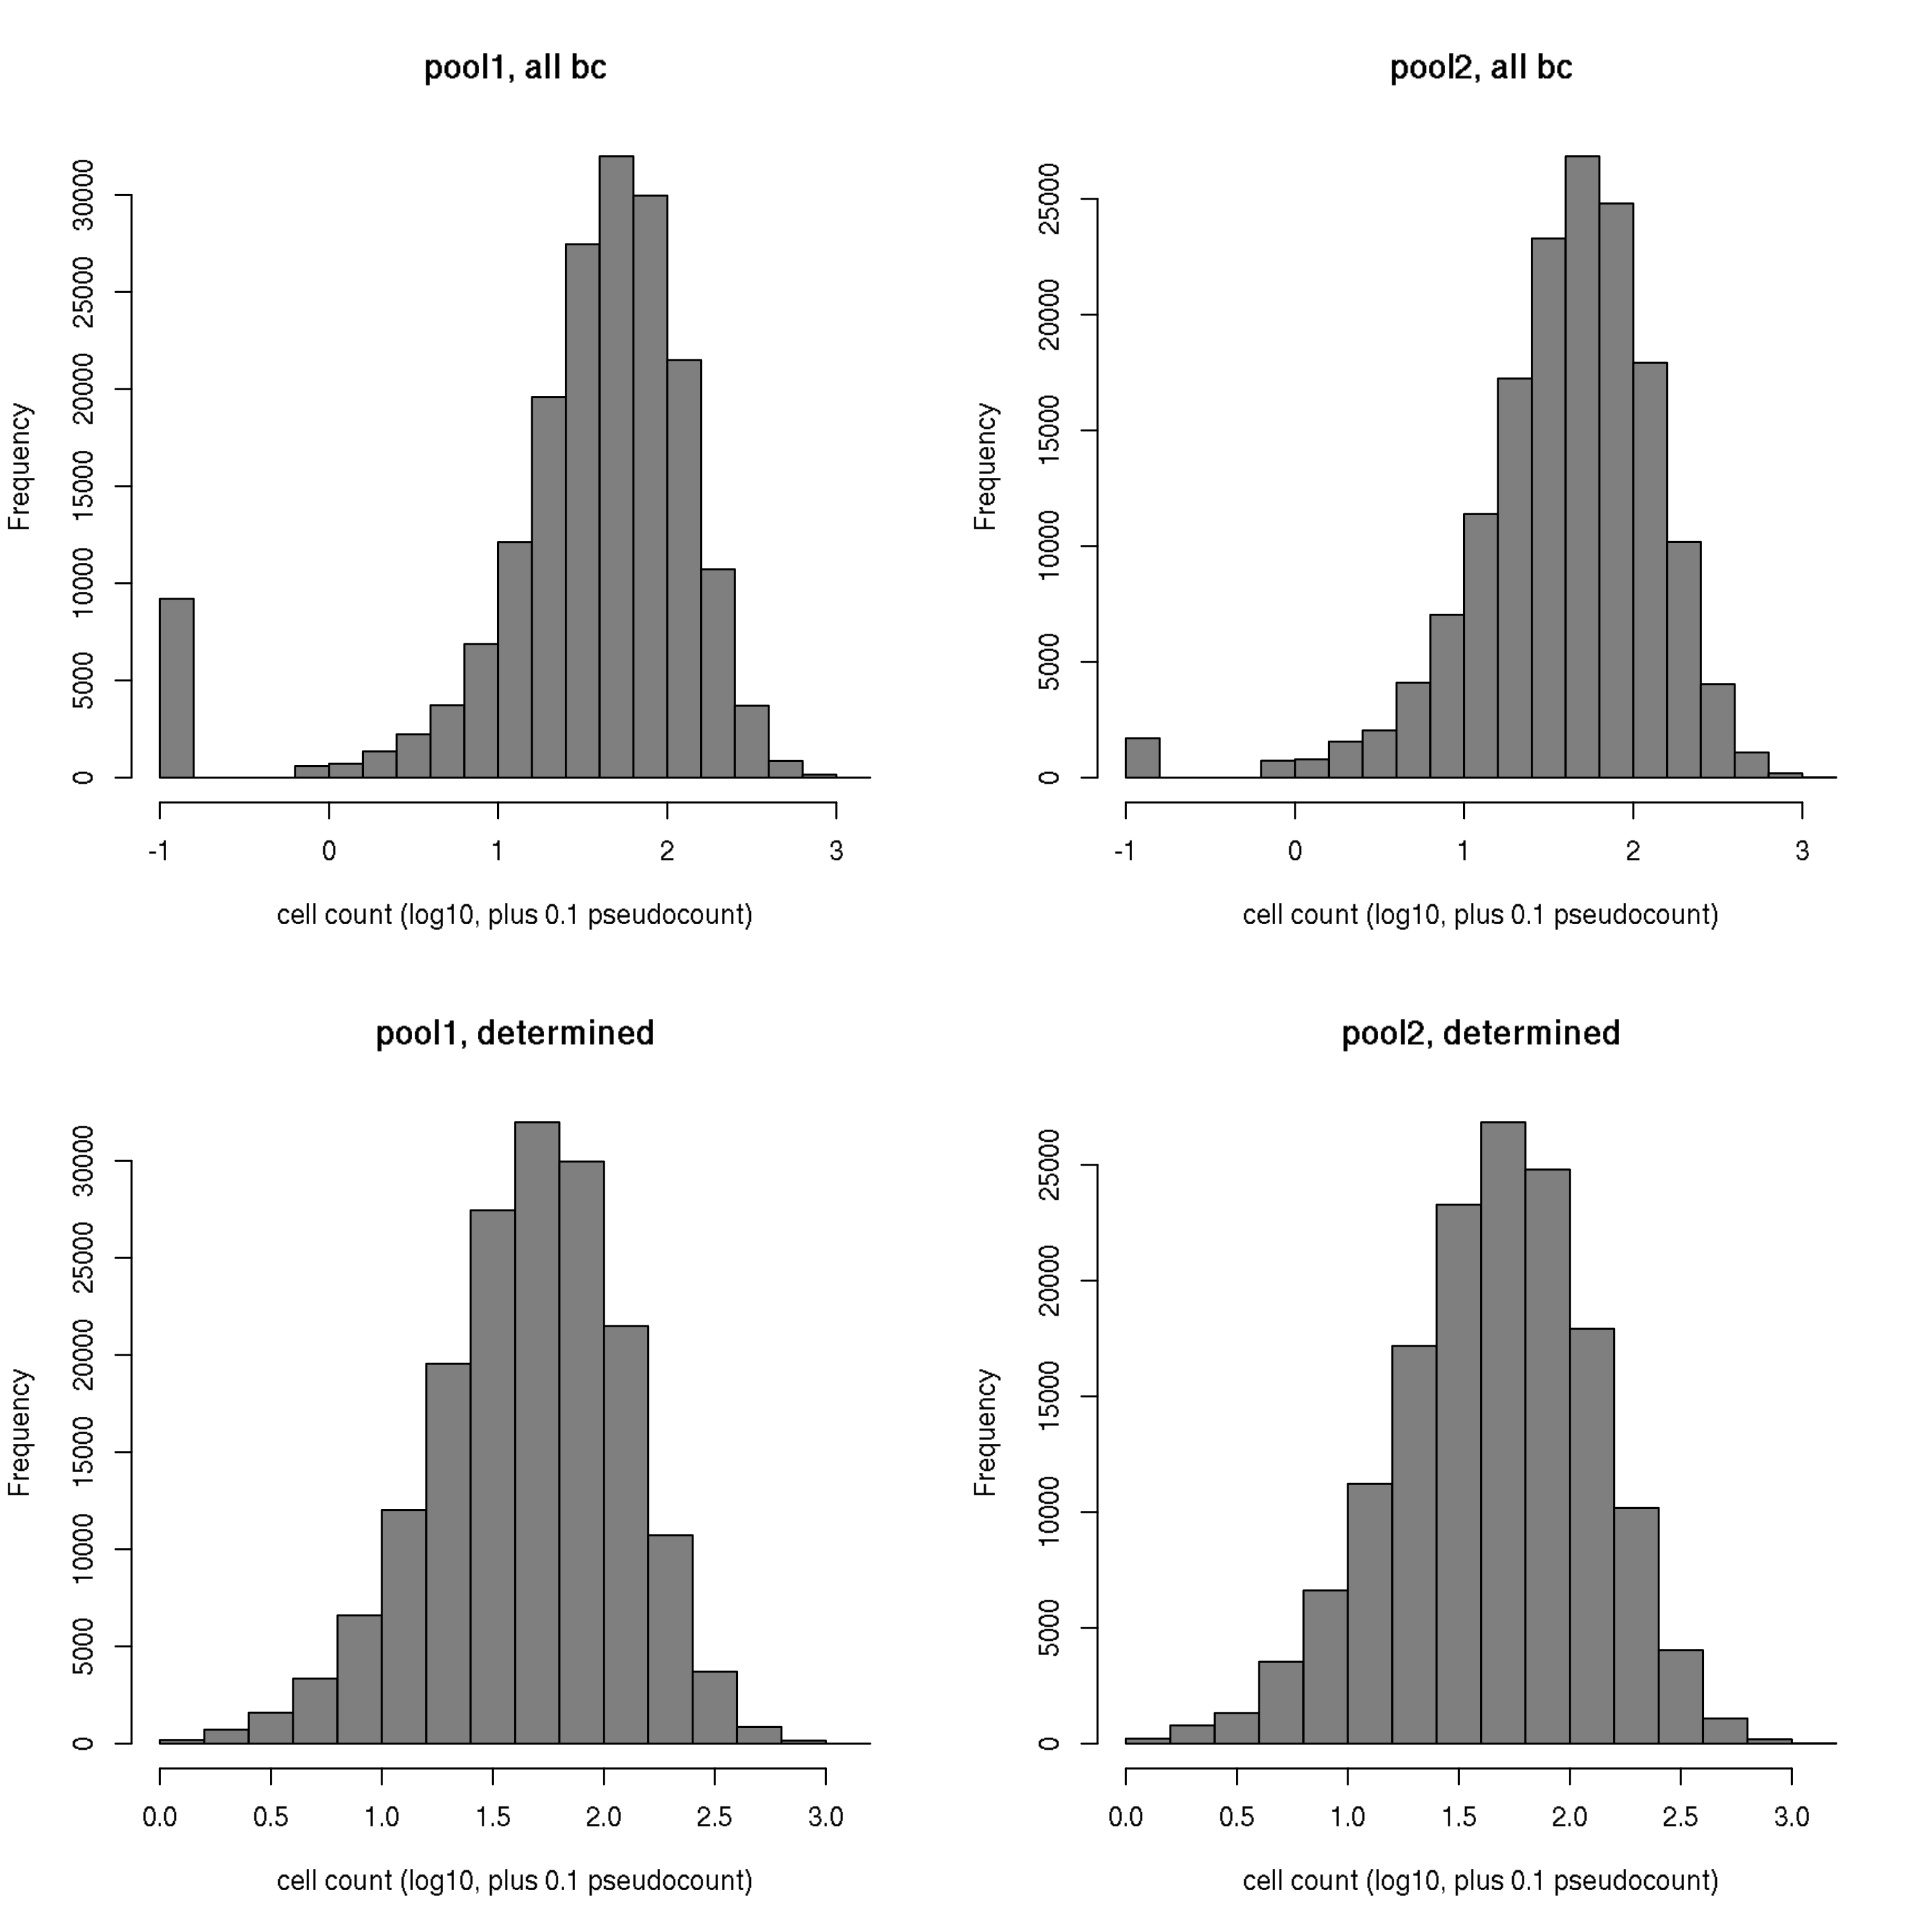 pool1, all bc
Frequency
0 5000 10000 15000 20000 25000 30000
-1 0 1 2 3
cell count (log10, plus 0.1 pseudocount)
pool2, all bc
Frequency
0 5000 10000 15000 20000 25000
-1 0 1 2 3
cell count (log10, plus 0.1 pseudocount)
pool1, determined
Frequency
0 5000 10000 15000 20000 25000 30000
0.0 0.5 1.0 1.5 2.0 2.5 3.0
cell count (log10, plus 0.1 pseudocount)
pool2, determined
Frequency
0 5000 10000 15000 20000 25000
0.0 0.5 1.0 1.5 2.0 2.5 3.0
cell count (log10, plus 0.1 pseudocount)